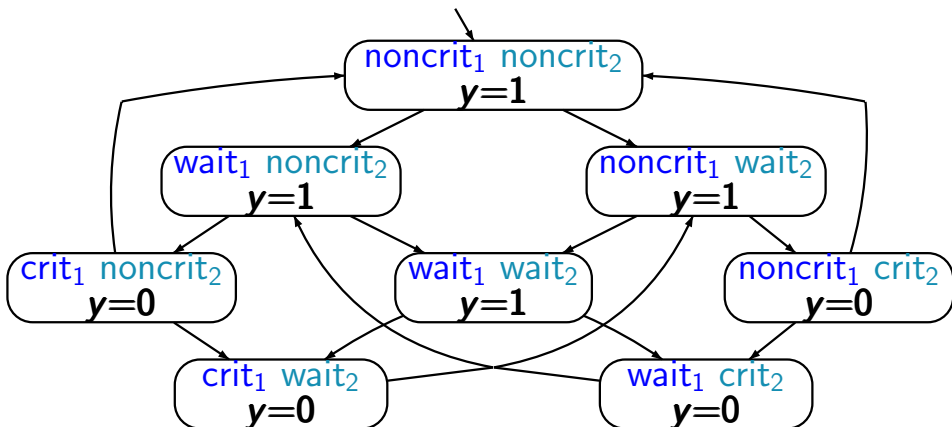 noncrit₁ noncrit₂
y=1
wait₁ noncrit₂
y=1
noncrit₁ wait₂
y=1
crit₁ noncrit₂
y=0
wait₁ wait₂
y=1
noncrit₁ crit₂
y=0
crit₁ wait₂
y=0
wait₁ crit₂
y=0